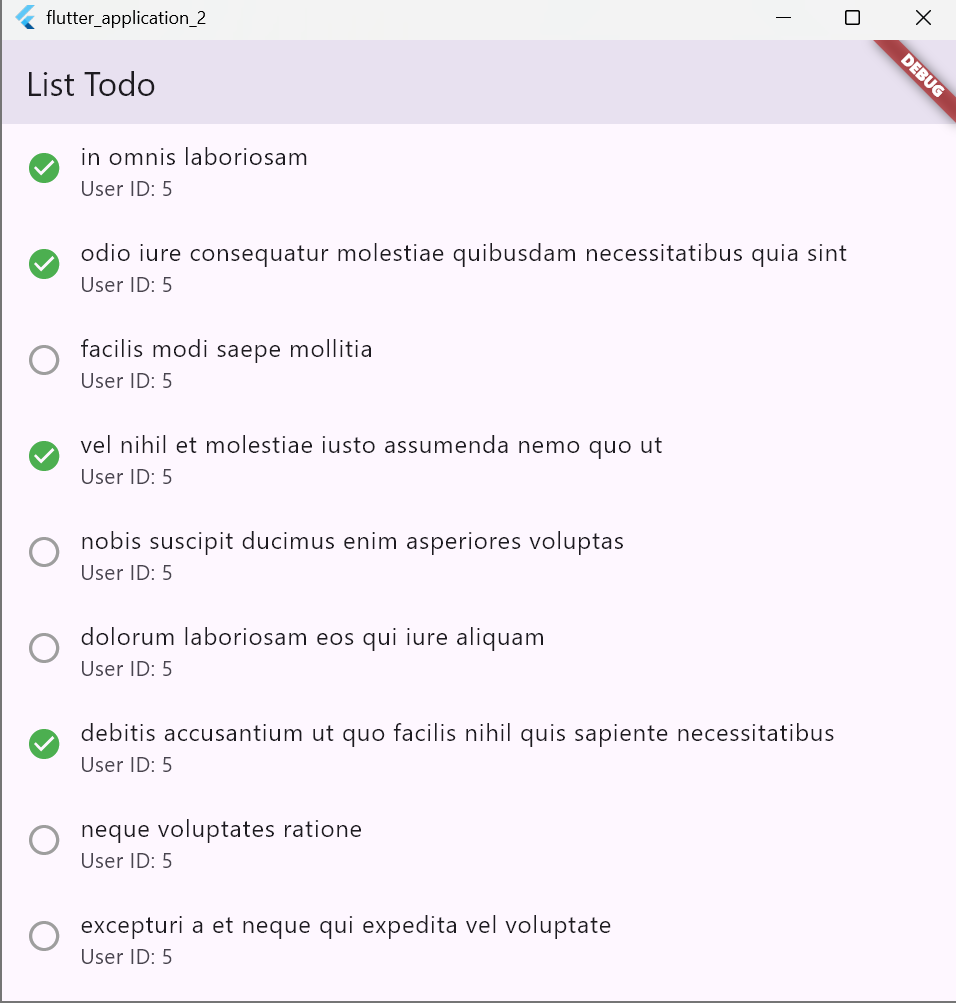 flutter_application_2
DEBUG
List Todo
in omnis laboriosam
User ID: 5
odio iure consequatur molestiae quibusdam necessitatibus quia sint
User ID: 5
facilis modi saepe mollitia
User ID: 5
vel nihil et molestiae iusto assumenda nemo quo ut
User ID: 5
nobis suscipit ducimus enim asperiores voluptas
User ID: 5
dolorum laboriosam eos qui iure aliquam
User ID: 5
debitis accusantium ut quo facilis nihil quis sapiente necessitatibus
User ID: 5
neque voluptates ratione
User ID: 5
excepturi a et neque qui expedita vel voluptate
User ID: 5